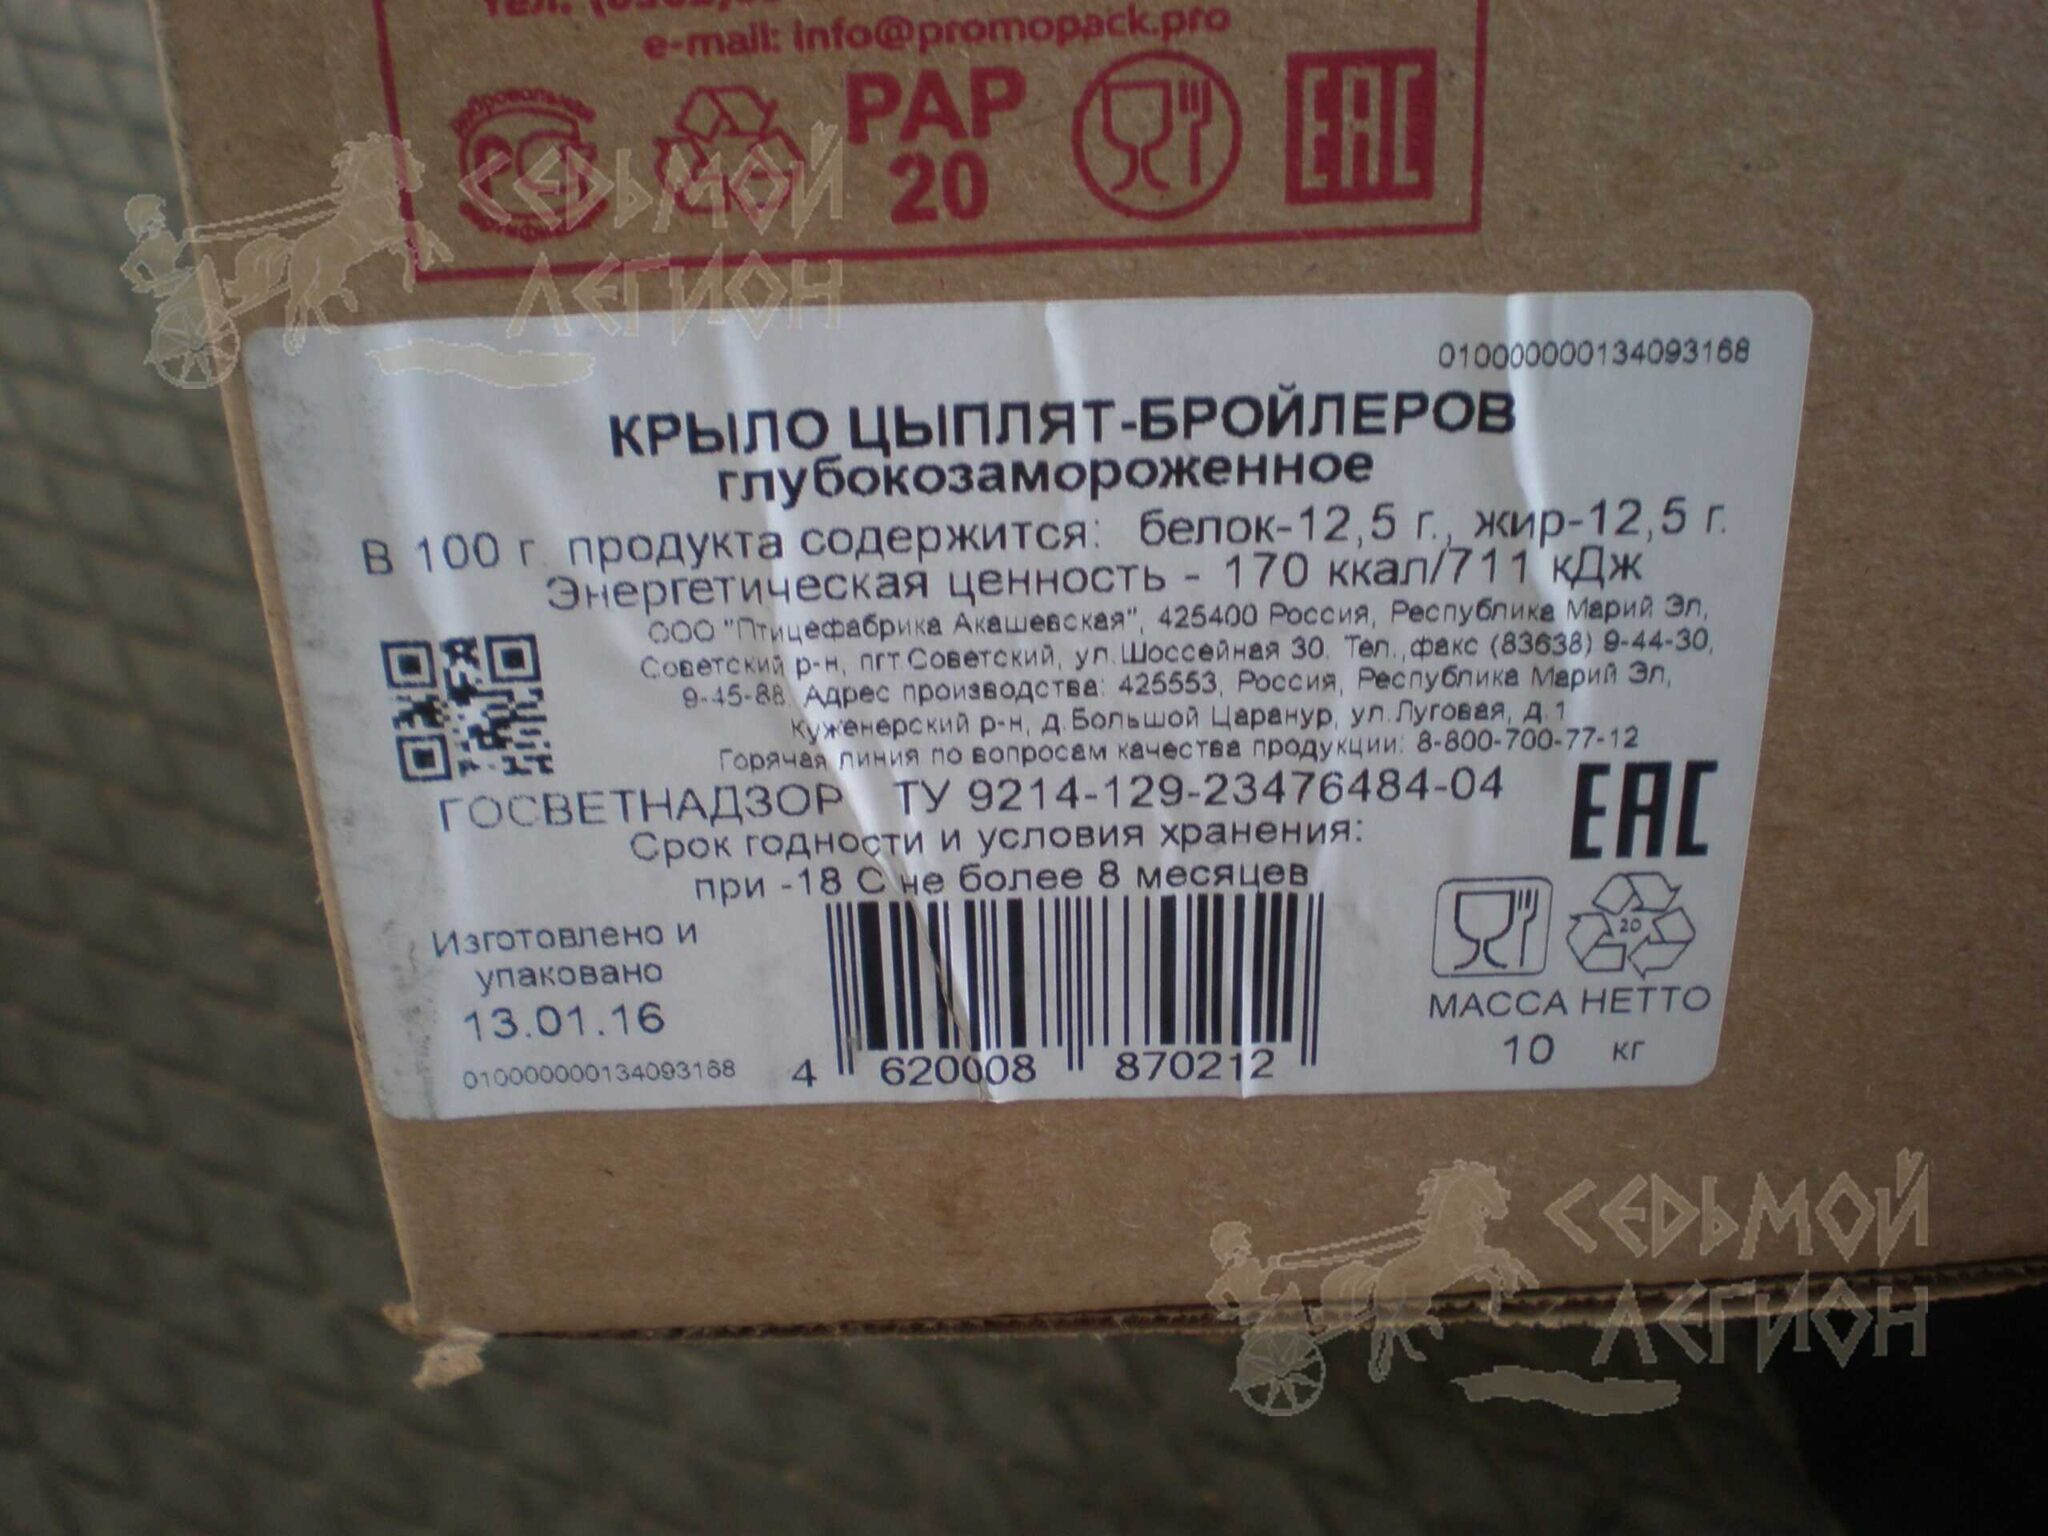 e-mail: info@promopack.pro
добровольная
РСТ
PAP
20
EAC
СЕДЬМОЙ
ЛЕГИОН
010000000134093168
КРЫЛО ЦЫПЛЯТ-БРОЙЛЕРОВ
глубокозамороженное
В 100 г. продукта содержится: белок-12,5 г., жир-12,5 г.
Энергетическая ценность - 170 ккал/711 кДж
ООО "Птицефабрика Акашевская", 425400 Россия, Республика Марий Эл,
Советский р-н, пгт.Советский, ул.Шоссейная 30. Тел.,факс (83638) 9-44-30,
9-45-88. Адрес производства: 425553, Россия, Республика Марий Эл,
Куженерский р-н, д.Большой Царанур, ул.Луговая, д.1
Горячая линия по вопросам качества продукции: 8-800-700-77-12
ГОСВЕТНАДЗОР ТУ 9214-129-23476484-04
EAC
Срок годности и условия хранения:
при -18 С не более 8 месяцев
Изготовлено и
упаковано
13.01.16
010000000134093168
4 620008 870212
20
МАССА НЕТТО
10 кг
СЕДЬМОЙ
ЛЕГИОН